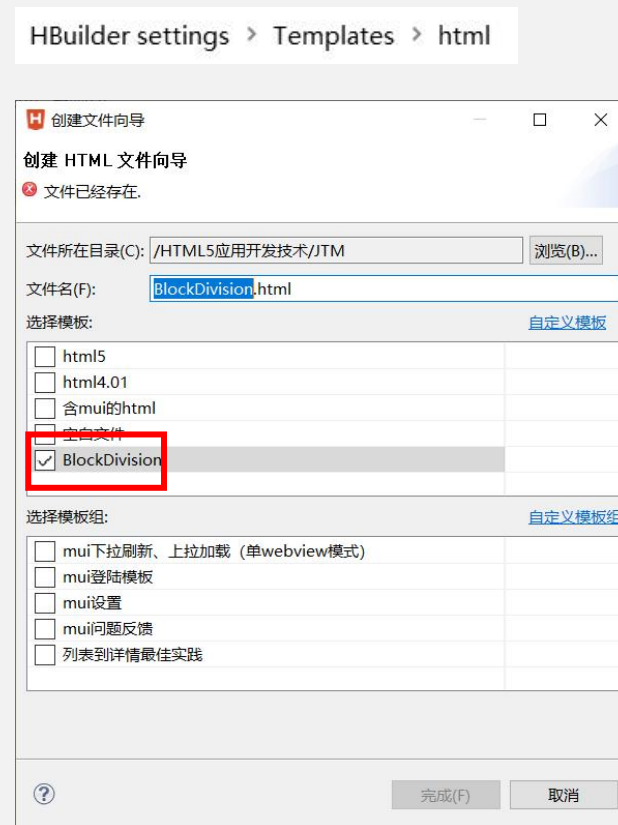 HBuilder settings > Templates > html
创建文件向导
创建 HTML 文件向导
文件已经存在.
文件所在目录(C): /HTML5应用开发技术/JTM 浏览(B)...
文件名(F): BlockDivision.html
选择模板: 自定义模板
html5
html4.01
含mui的html
空白文件
BlockDivision
选择模板组: 自定义模板组
mui下拉刷新、上拉加载（单webview模式）
mui登陆模板
mui设置
mui问题反馈
列表到详情最佳实践
完成(F) 取消